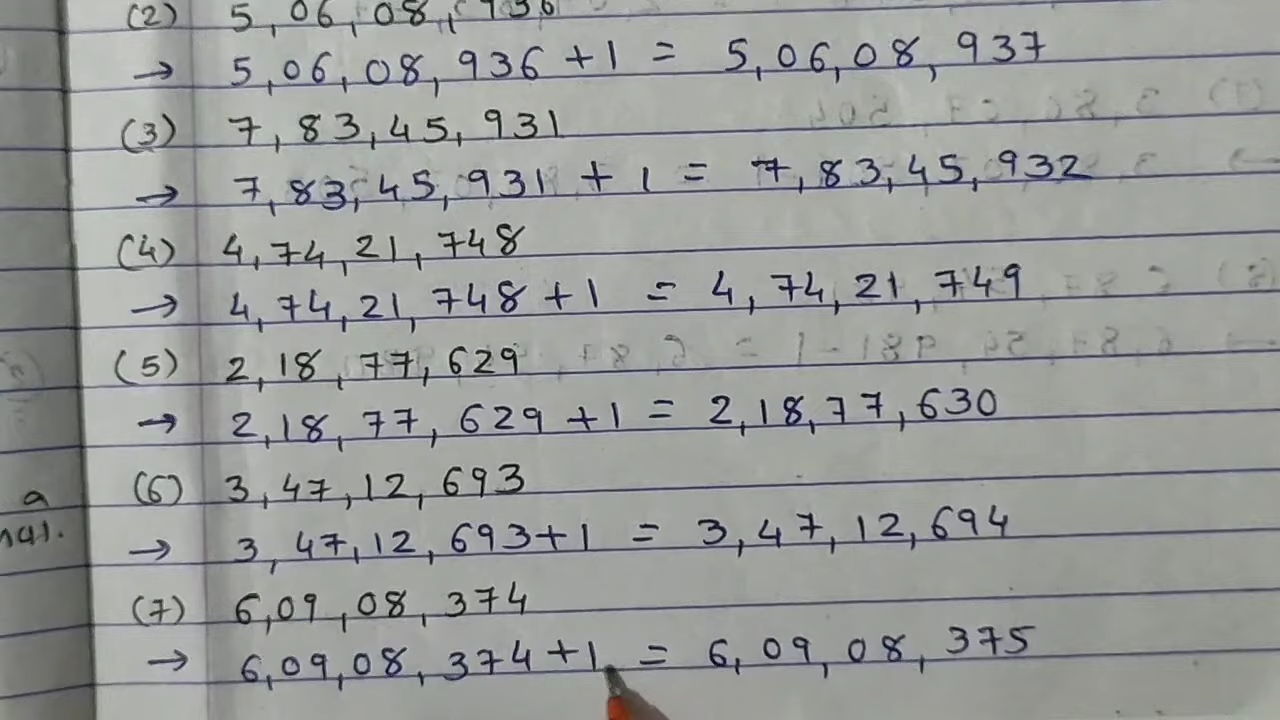 (2) 5,06,08,936
→ 5,06,08,936 + 1 = 5,06,08,937
(3) 7,83,45,931
→ 7,83,45,931 + 1 = 7,83,45,932
(4) 4,74,21,748
→ 4,74,21,748 + 1 = 4,74,21,749
(5) 2,18,77,629
→ 2,18,77,629 + 1 = 2,18,77,630
(6) 3,47,12,693
→ 3,47,12,693 + 1 = 3,47,12,694
(7) 6,09,08,374
→ 6,09,08,374 + 1 = 6,09,08,375